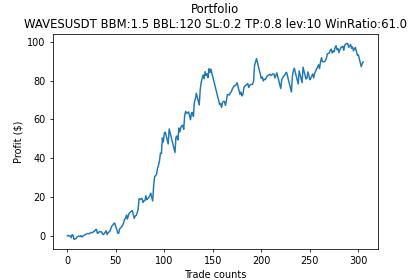 Portfolio
WAVESUSDT BBM:1.5 BBL:120 SL:0.2 TP:0.8 lev:10 WinRatio:61.0
100
80
60
40
20
0
Profit ($)
0 50 100 150 200 250 300
Trade counts